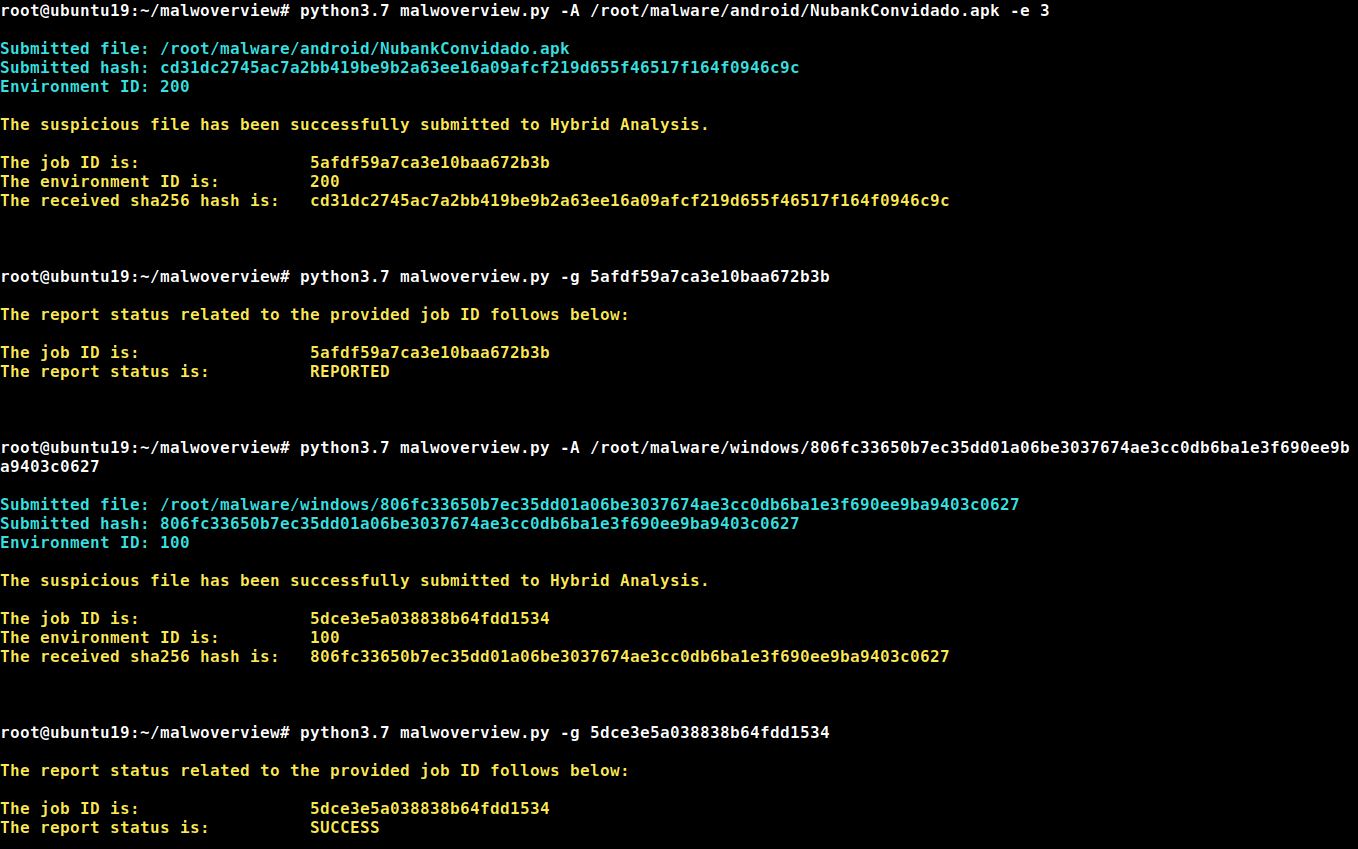 root@ubuntu19:~/malwoverview# python3.7 malwoverview.py -A /root/malware/android/NubankConvidado.apk -e 3
Submitted file: /root/malware/android/NubankConvidado.apk
Submitted hash: cd31dc2745ac7a2bb419be9b2a63ee16a09afcf219d655f46517f164f0946c9c
Environment ID: 200
The suspicious file has been successfully submitted to Hybrid Analysis.
The job ID is: 5afdf59a7ca3e10baa672b3b
The environment ID is: 200
The received sha256 hash is: cd31dc2745ac7a2bb419be9b2a63ee16a09afcf219d655f46517f164f0946c9c
root@ubuntu19:~/malwoverview# python3.7 malwoverview.py -g 5afdf59a7ca3e10baa672b3b
The report status related to the provided job ID follows below:
The job ID is: 5afdf59a7ca3e10baa672b3b
The report status is: REPORTED
root@ubuntu19:~/malwoverview# python3.7 malwoverview.py -A /root/malware/windows/806fc33650b7ec35dd01a06be3037674ae3cc0db6ba1e3f690ee9b
a9403c0627
Submitted file: /root/malware/windows/806fc33650b7ec35dd01a06be3037674ae3cc0db6ba1e3f690ee9ba9403c0627
Submitted hash: 806fc33650b7ec35dd01a06be3037674ae3cc0db6ba1e3f690ee9ba9403c0627
Environment ID: 100
The suspicious file has been successfully submitted to Hybrid Analysis.
The job ID is: 5dce3e5a038838b64fdd1534
The environment ID is: 100
The received sha256 hash is: 806fc33650b7ec35dd01a06be3037674ae3cc0db6ba1e3f690ee9ba9403c0627
root@ubuntu19:~/malwoverview# python3.7 malwoverview.py -g 5dce3e5a038838b64fdd1534
The report status related to the provided job ID follows below:
The job ID is: 5dce3e5a038838b64fdd1534
The report status is: SUCCESS